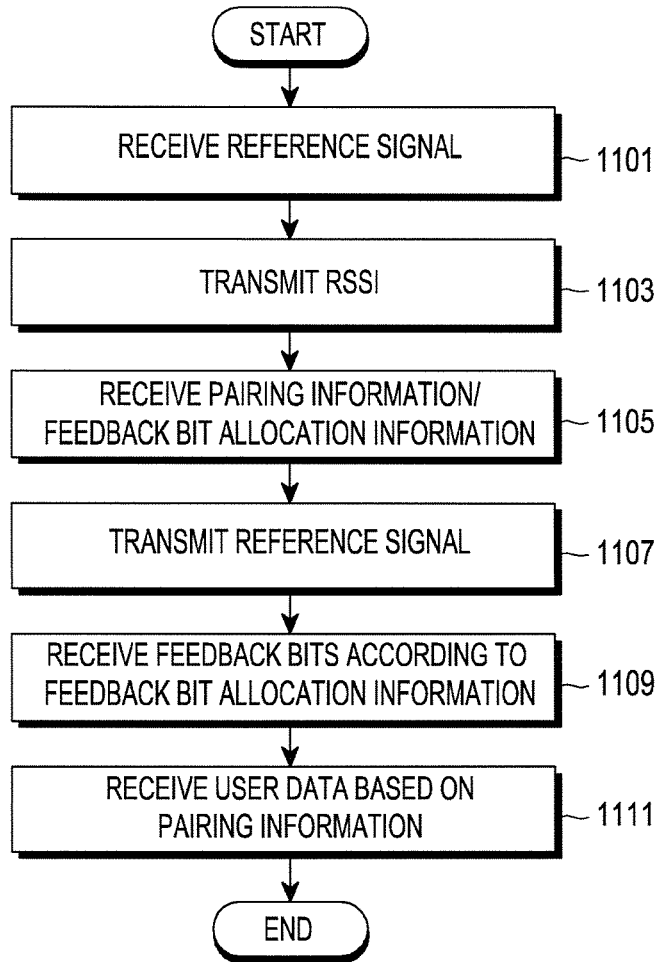 START
RECEIVE REFERENCE SIGNAL
1101
TRANSMIT RSSI
1103
RECEIVE PAIRING INFORMATION/
FEEDBACK BIT ALLOCATION INFORMATION
1105
TRANSMIT REFERENCE SIGNAL
1107
RECEIVE FEEDBACK BITS ACCORDING TO
FEEDBACK BIT ALLOCATION INFORMATION
1109
RECEIVE USER DATA BASED ON
PAIRING INFORMATION
1111
END